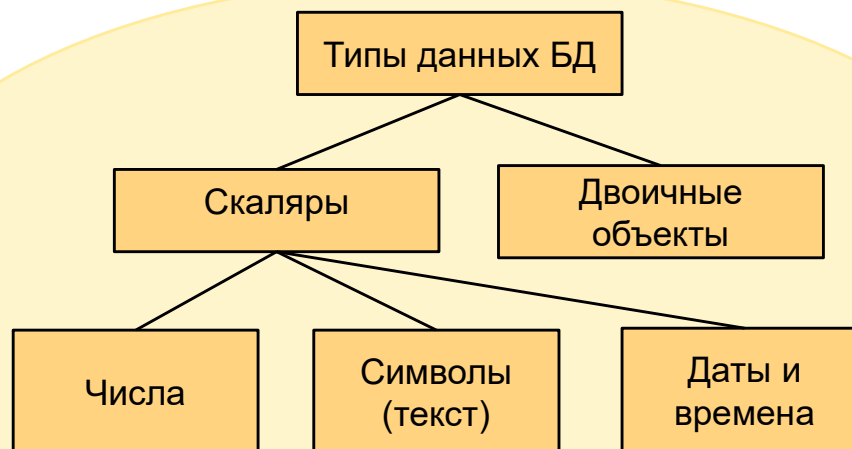 Типы данных БД
Скаляры
Двоичные
объекты
Числа
Символы
(текст)
Даты и
времена